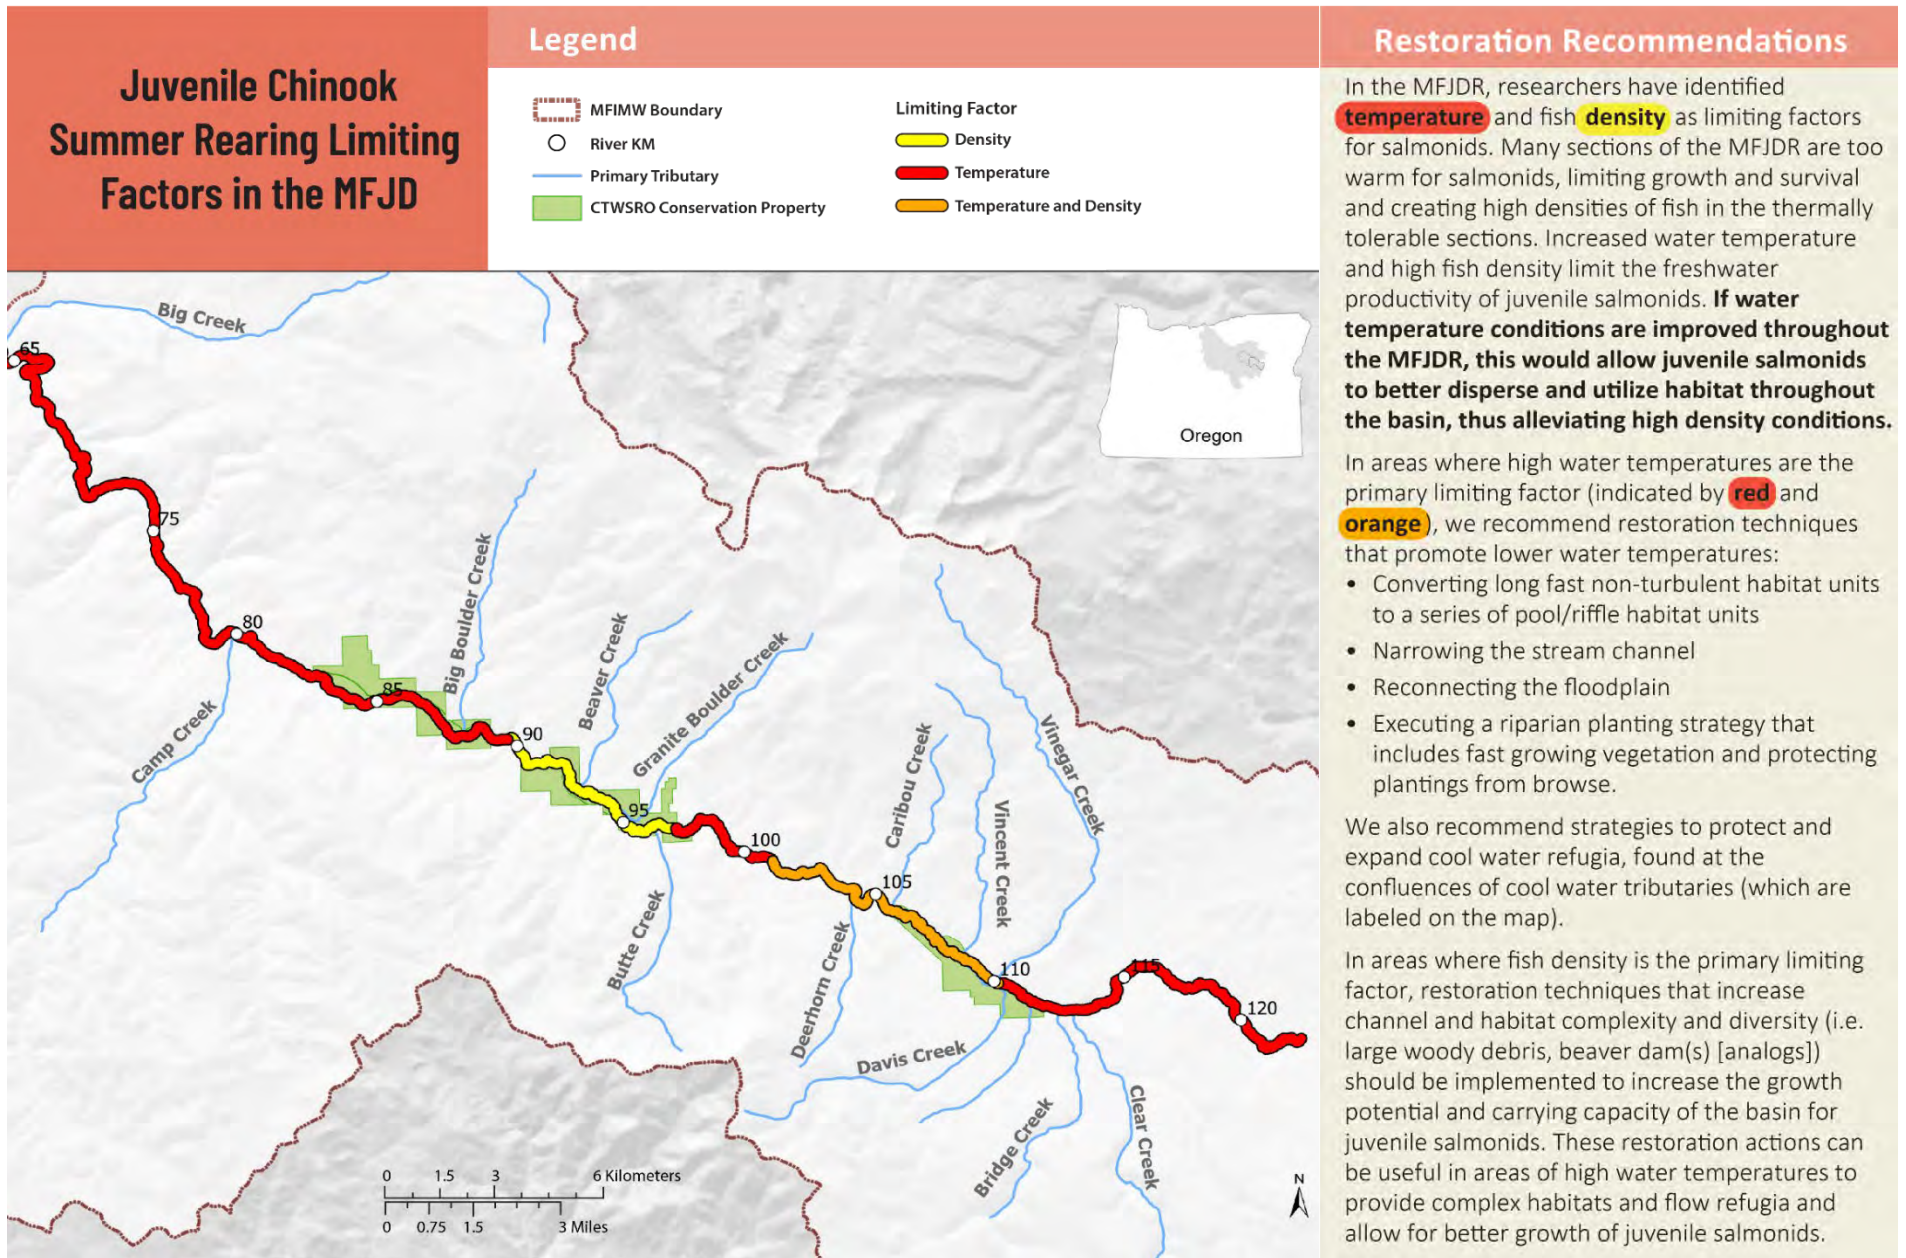 Juvenile Chinook
Summer Rearing Limiting
Factors in the MFJD
Legend
MFIMW Boundary
River KM
Primary Tributary
CTWSRO Conservation Property
Limiting Factor
Density
Temperature
Temperature and Density
Big Creek
65
75
80
85
90
95
100
105
110
115
120
Camp Creek
Big Boulder Creek
Beaver Creek
Granite Boulder Creek
Butte Creek
Caribou Creek
Vincent Creek
Vinegar Creek
Deerhorn Creek
Davis Creek
Bridge Creek
Clear Creek
Oregon
0 1.5 3 6 Kilometers
0 0.75 1.5 3 Miles
N
Restoration Recommendations
In the MFJDR, researchers have identified
temperature and fish density as limiting factors
for salmonids. Many sections of the MFJDR are too
warm for salmonids, limiting growth and survival
and creating high densities of fish in the thermally
tolerable sections. Increased water temperature
and high fish density limit the freshwater
productivity of juvenile salmonids. If water
temperature conditions are improved throughout
the MFJDR, this would allow juvenile salmonids
to better disperse and utilize habitat throughout
the basin, thus alleviating high density conditions.
In areas where high water temperatures are the
primary limiting factor (indicated by red and
orange), we recommend restoration techniques
that promote lower water temperatures:
• Converting long fast non-turbulent habitat units
to a series of pool/riffle habitat units
• Narrowing the stream channel
• Reconnecting the floodplain
• Executing a riparian planting strategy that
includes fast growing vegetation and protecting
plantings from browse.
We also recommend strategies to protect and
expand cool water refugia, found at the
confluences of cool water tributaries (which are
labeled on the map).
In areas where fish density is the primary limiting
factor, restoration techniques that increase
channel and habitat complexity and diversity (i.e.
large woody debris, beaver dam(s) [analogs])
should be implemented to increase the growth
potential and carrying capacity of the basin for
juvenile salmonids. These restoration actions can
be useful in areas of high water temperatures to
provide complex habitats and flow refugia and
allow for better growth of juvenile salmonids.